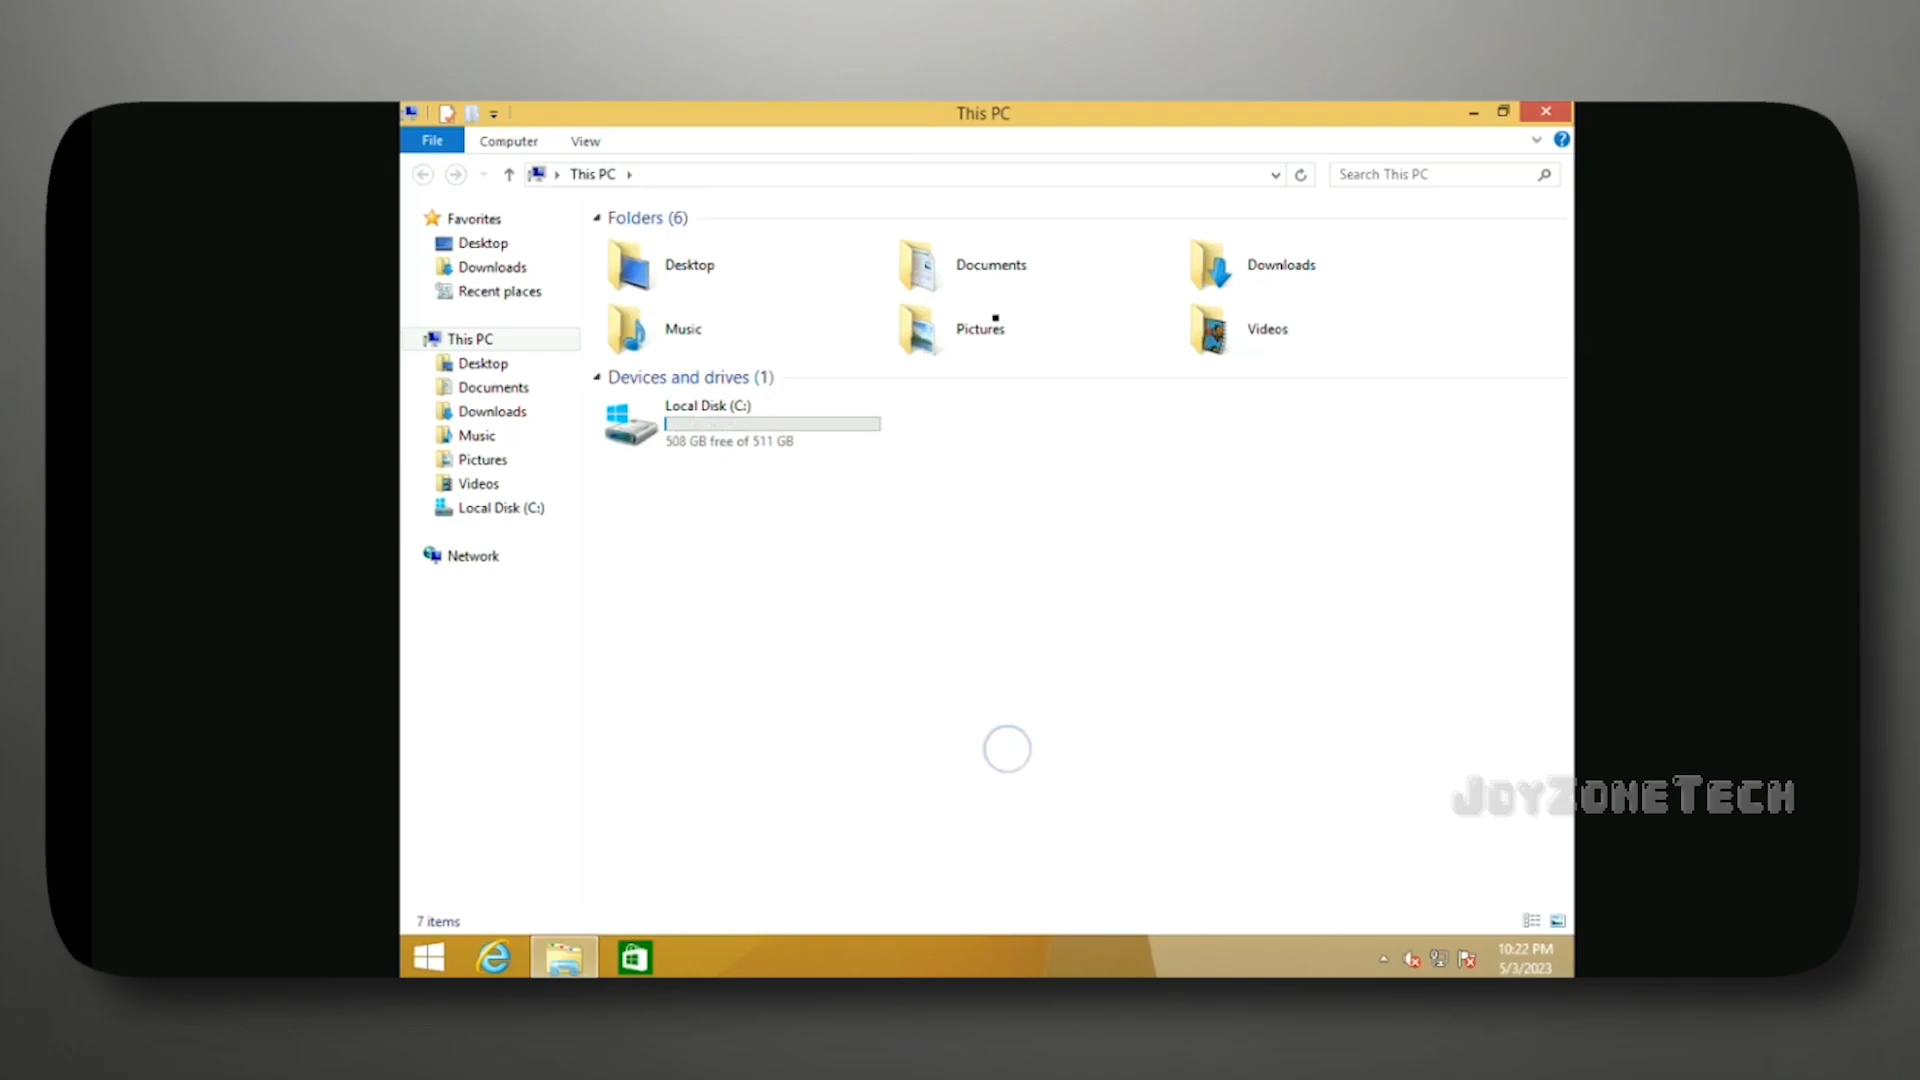 This PC
File Computer View
This PC
Search This PC
Favorites
Desktop
Downloads
Recent places
This PC
Desktop
Documents
Downloads
Music
Pictures
Videos
Local Disk (C:)
Network
Folders (6)
Desktop Documents Downloads
Music Pictures Videos
Devices and drives (1)
Local Disk (C:)
508 GB free of 511 GB
JoyZoneTech
7 items
10:22 PM
5/3/2023